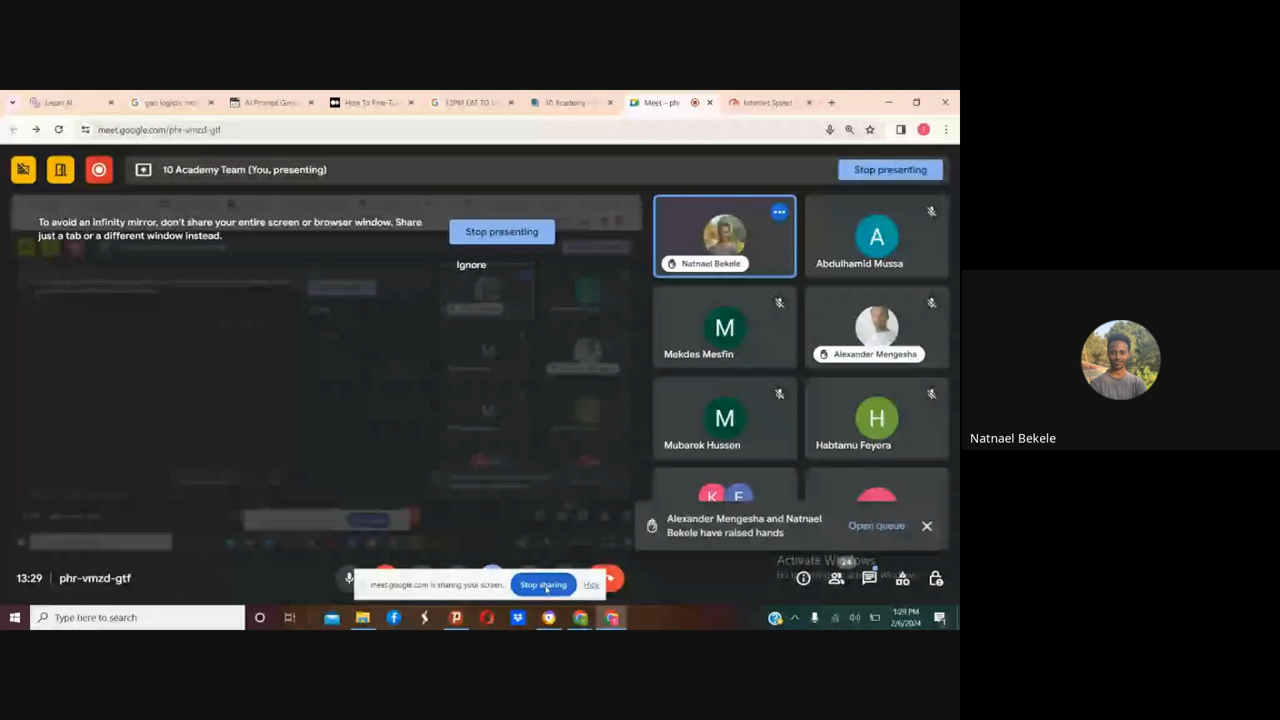 Lesan AI
AI Prompt Gene
How To Fine-Tu
12PM EAT TO U
10 Academy -
Meet – phr
Internet Speed
meet.google.com/phr-vmzd-gtf
10 Academy Team (You, presenting)
Stop presenting
To avoid an infinity mirror, don't share your entire screen or browser window. Share
just a tab or a different window instead.
Stop presenting
Ignore
Natnael Bekele
A
Abdulhamid Mussa
M
Mekdes Mesfin
Alexander Mengesha
M
Mubarek Hussen
H
Habtamu Feyera
K
Alexander Mengesha and Natnael
Bekele have raised hands
Open queue
Activate Windows
13:29
phr-vmzd-gtf
meet.google.com is sharing your screen.
Stop sharing
Hide
24
Type here to search
1:29 PM
2/6/2024
Natnael Bekele